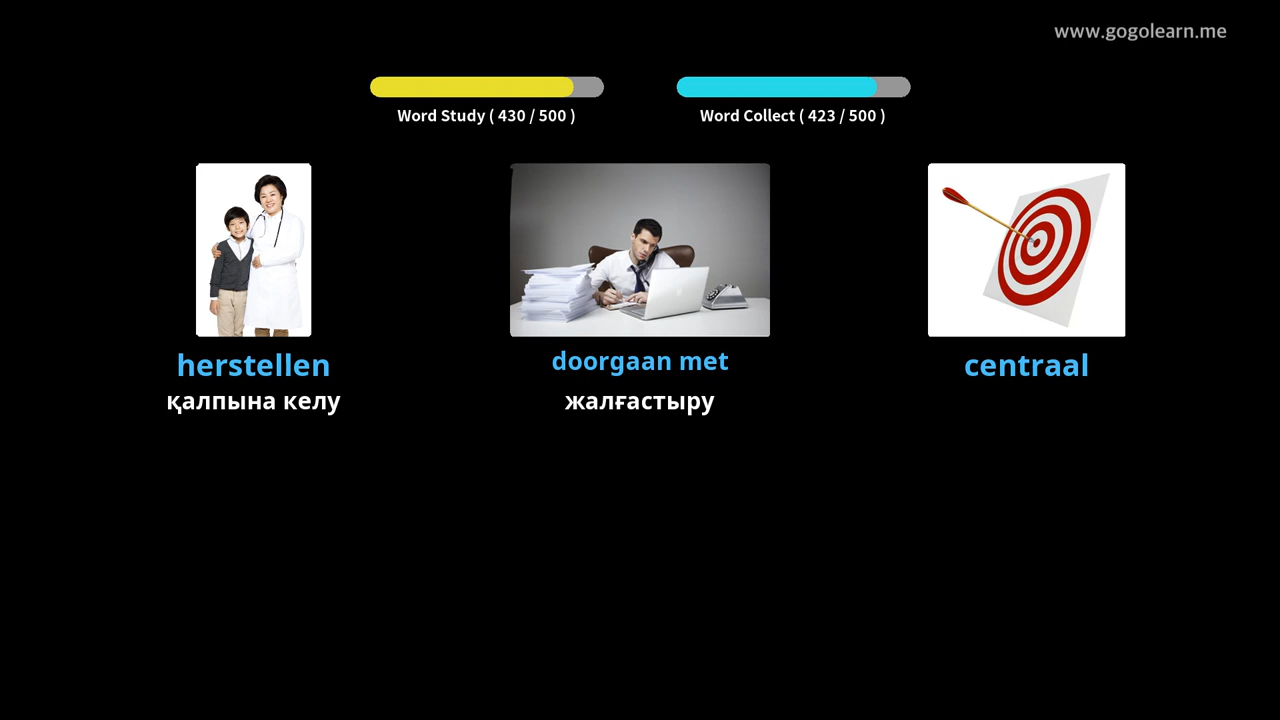 www.gogolearn.me
Word Study ( 430 / 500 )
Word Collect ( 423 / 500 )
herstellen
қалпына келу
doorgaan met
жалғастыру
centraal